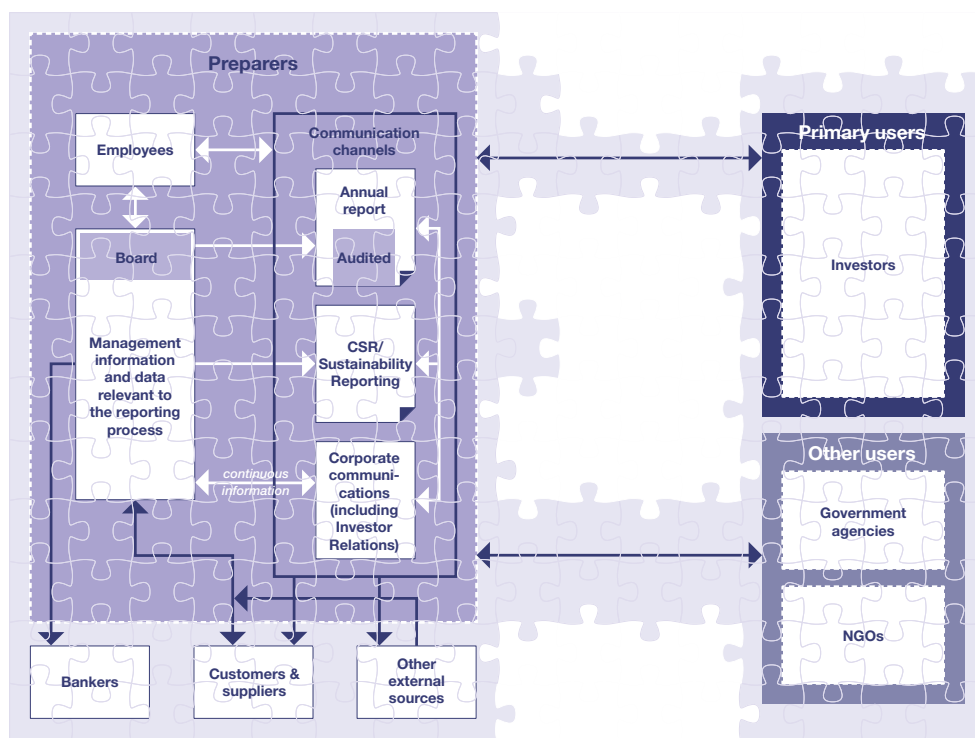 Preparers
Employees
Communication
channels
Annual
report
Audited
Board
Management
information
and data
relevant to
the reporting
process
CSR/
Sustainability
Reporting
continuous
information
Corporate
communi-
cations
(including
Investor
Relations)
Bankers
Customers &
suppliers
Other
external
sources
Primary users
Investors
Other users
Government
agencies
NGOs